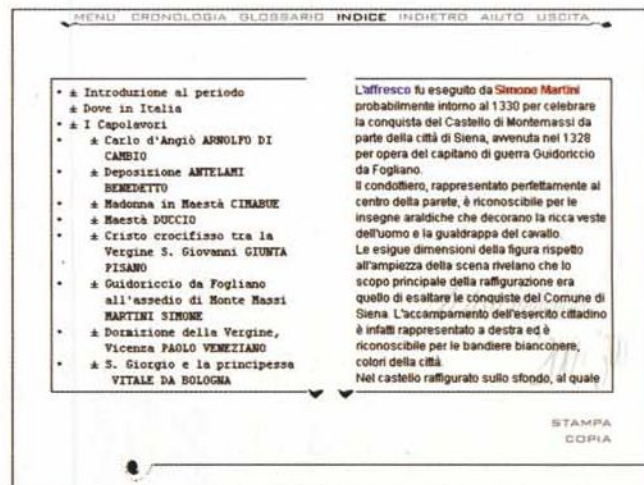 MENU CRONOLOGIA GLOSSARIO INDICE INDIETRO AIUTO USCITA
• ± Introduzione al periodo
± Dove in Italia
• ± I Capolavori
• ± Carlo d'Angiò ARNOLFO DI
CAMBIO
• ± Deposizione ANTELAMI
BENEDETTO
• ± Madonna in Maestà CIMABUE
• ± Maestà DUCCIO
• ± Cristo crocifisso tra la
Vergine S. Giovanni GIUNTA
PISANO
• ± Guidoriccio da Fogliano
all'assedio di Monte Massi
MARTINI SIMONE
• ± Dormizione della Vergine,
Vicenza PAOLO VENEZIANO
• ± S. Giorgio e la principessa
VITALE DA BOLOGNA
L'affresco fu eseguito da Simone Martini
probabilmente intorno al 1330 per celebrare
la conquista del Castello di Montemassi da
parte della città di Siena, avvenuta nel 1328
per opera del capitano di guerra Guidoriccio
da Fogliano.
Il condottiero, rappresentato perfettamente al
centro della parete, è riconoscibile per le
insegne araldiche che decorano la ricca veste
dell'uomo e la gualdrappa del cavallo.
Le esigue dimensioni della figura rispetto
all'ampiezza della scena rivelano che lo
scopo principale della raffigurazione era
quello di esaltare le conquiste del Comune di
Siena. L'accampamento dell'esercito cittadino
è infatti rappresentato a destra ed è
riconoscibile per le bandiere bianconere,
colori della città.
Nel castello raffigurato sullo sfondo, al quale
STAMPA
COPIA